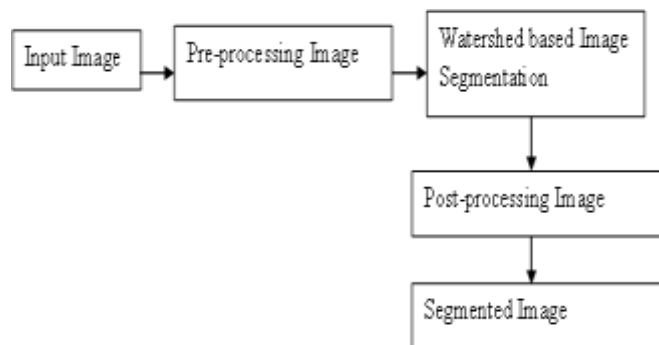 Input Image
Pre-processing Image
Watershed based Image
Segmentation
Post-processing Image
Segmented Image